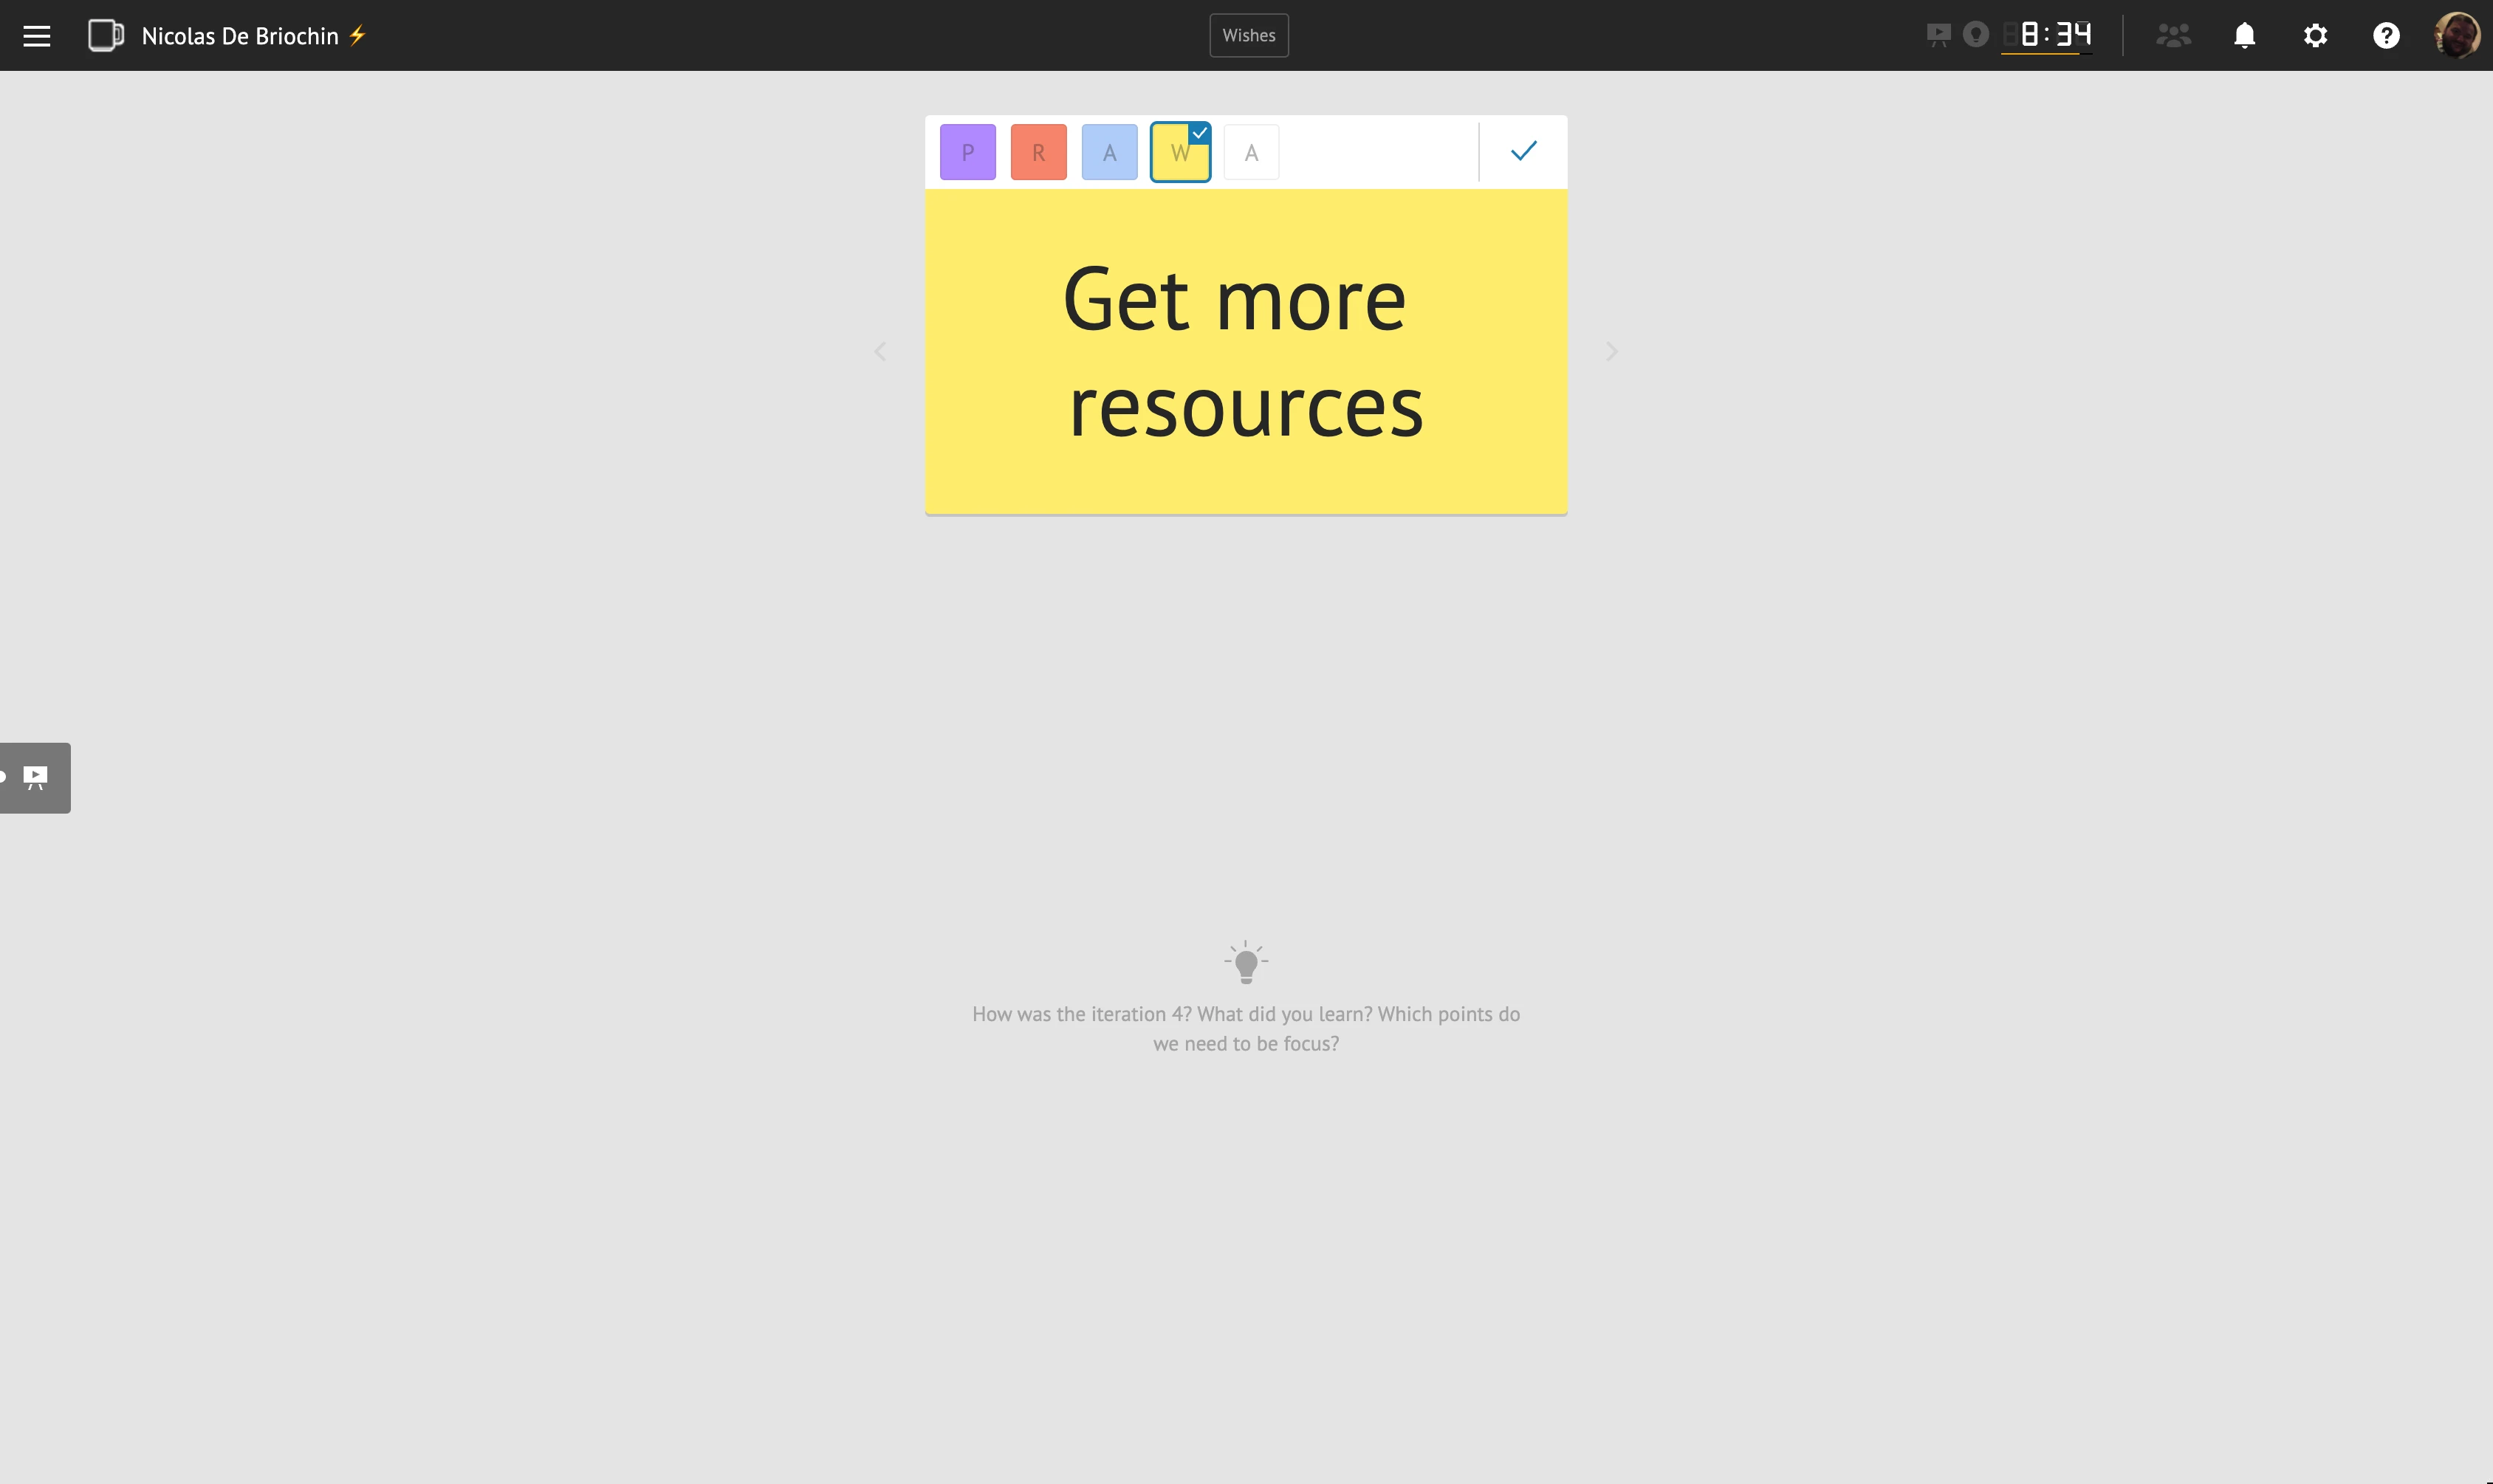 Nicolas De Briochin ⚡
Wishes
8:34
P
R
A
W
A
Get more
resources
How was the iteration 4? What did you learn? Which points do
we need to be focus?